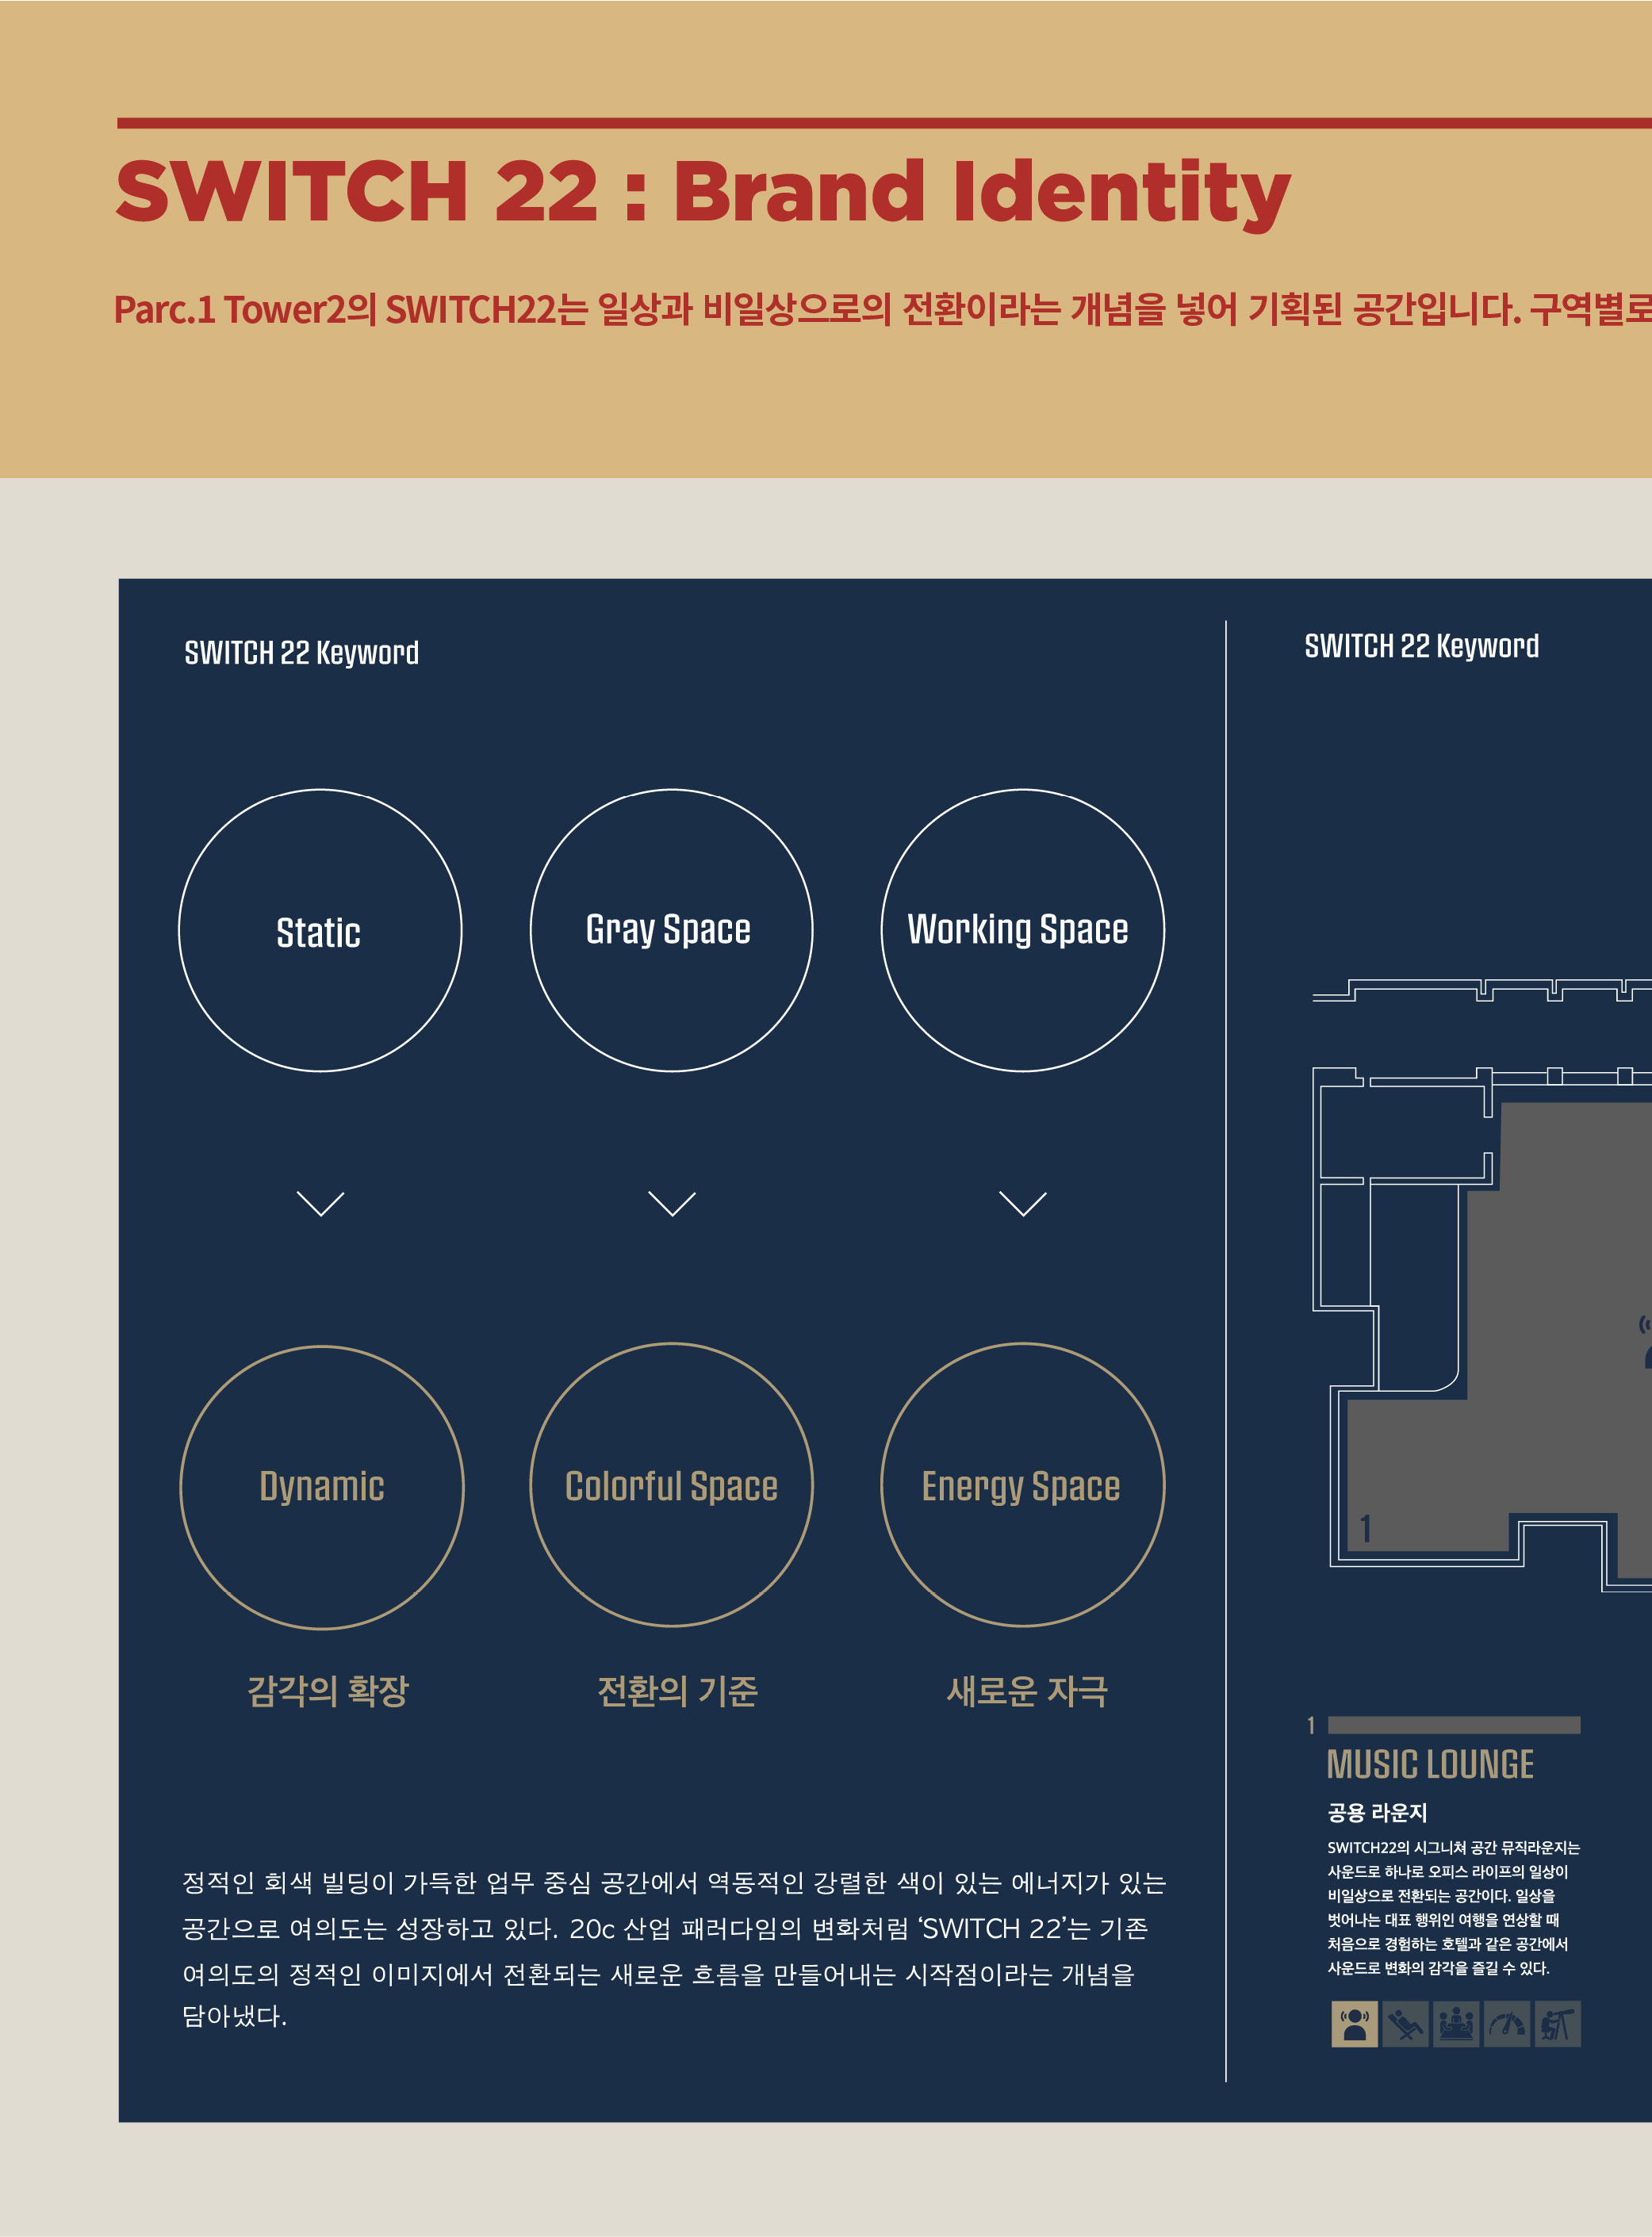 SWITCH 22 : Brand Identity
Parc.1 Tower2의 SWITCH22는 일상과 비일상으로의 전환이라는 개념을 넣어 기획된 공간입니다. 구역별로
SWITCH 22 Keyword
Static
Gray Space
Working Space
Dynamic
Colorful Space
Energy Space
감각의 확장
전환의 기준
새로운 자극
정적인 회색 빌딩이 가득한 업무 중심 공간에서 역동적인 강렬한 색이 있는 에너지가 있는
공간으로 여의도는 성장하고 있다. 20c 산업 패러다임의 변화처럼 ‘SWITCH 22’는 기존
여의도의 정적인 이미지에서 전환되는 새로운 흐름을 만들어내는 시작점이라는 개념을
담아냈다.
SWITCH 22 Keyword
1
1
MUSIC LOUNGE
공용 라운지
SWITCH22의 시그니쳐 공간 뮤직라운지는
사운드로 하나로 오피스 라이프의 일상이
비일상으로 전환되는 공간이다. 일상을
벗어나는 대표 행위인 여행을 연상할 때
처음으로 경험하는 호텔과 같은 공간에서
사운드로 변화의 감각을 즐길 수 있다.